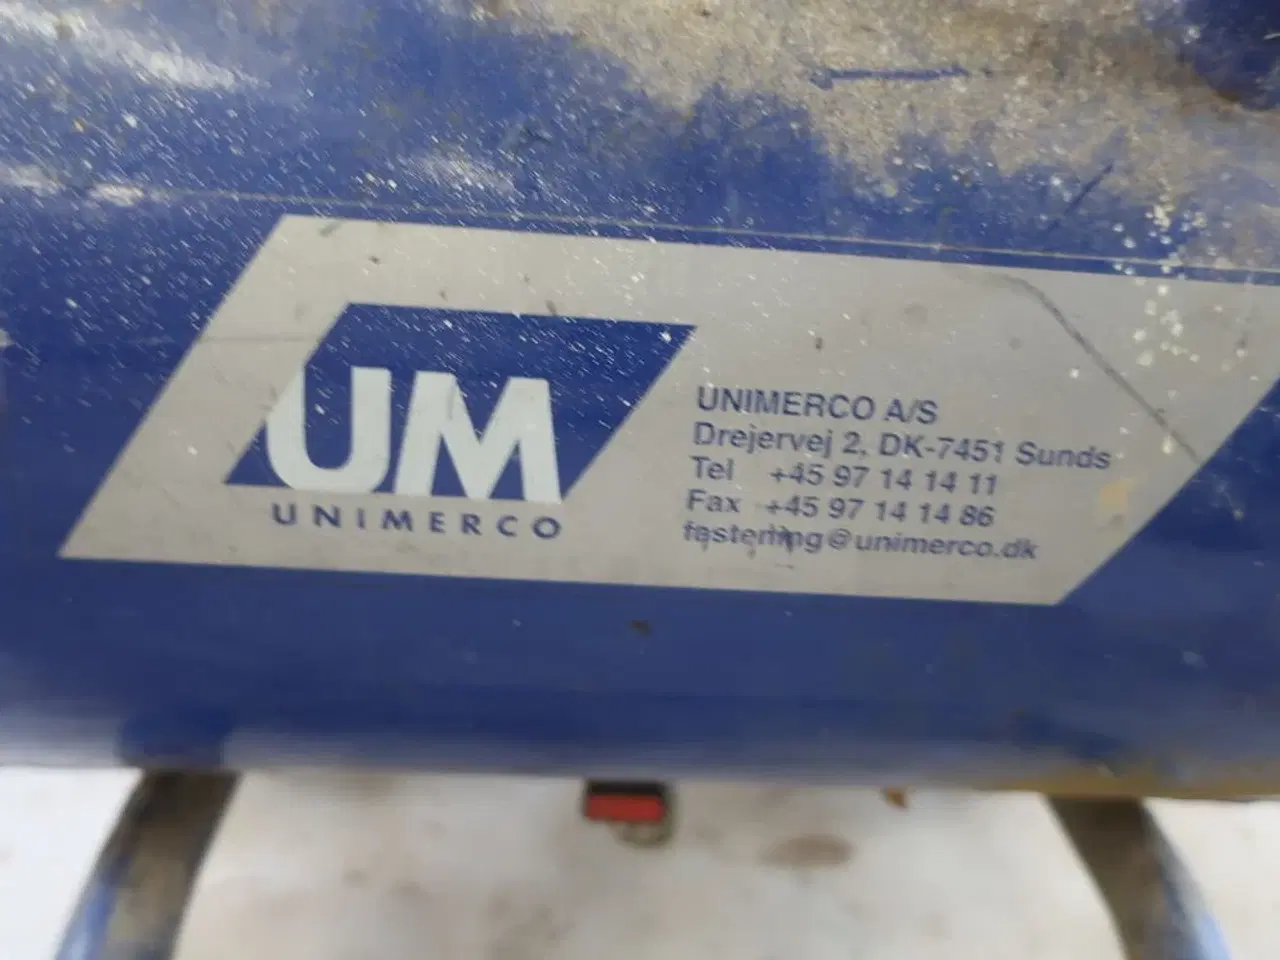 UM
UNIMERCO
UNIMERCO A/S
Drejervej 2, DK-7451 Sunds
Tel +45 97 14 14 11
Fax +45 97 14 14 86
fastening@unimerco.dk